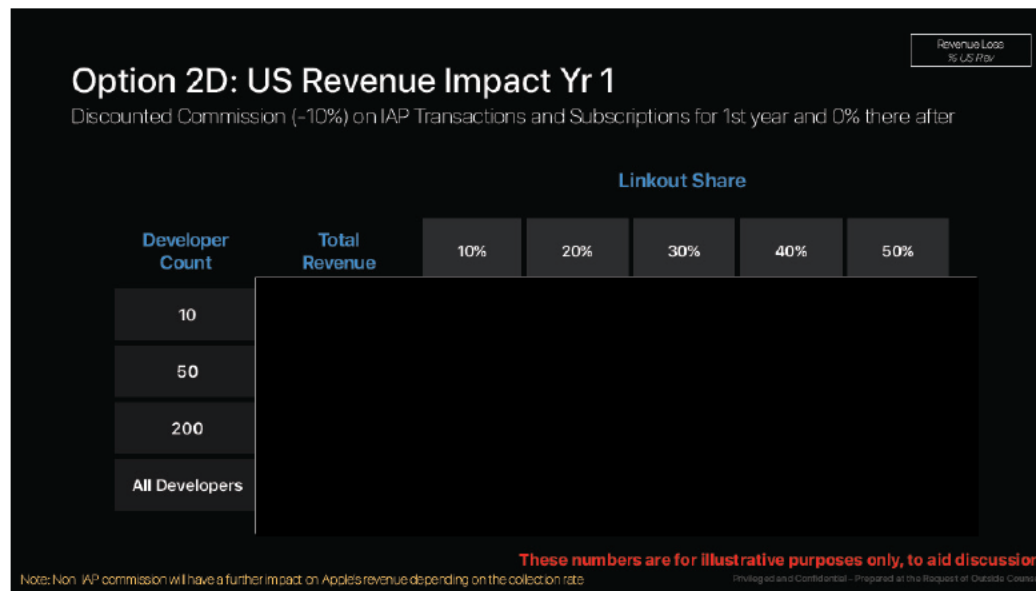 Revenue Loss
% US Rev
Option 2D: US Revenue Impact Yr 1
Discounted Commission (-10%) on IAP Transactions and Subscriptions for 1st year and 0% there after
Linkout Share
Developer Count
Total Revenue
10%
20%
30%
40%
50%
10
50
200
All Developers
These numbers are for illustrative purposes only, to aid discussion
Note: Non IAP commission will have a further impact on Apple's revenue depending on the collection rate
Privileged and Confidential – Prepared at the Request of Outside